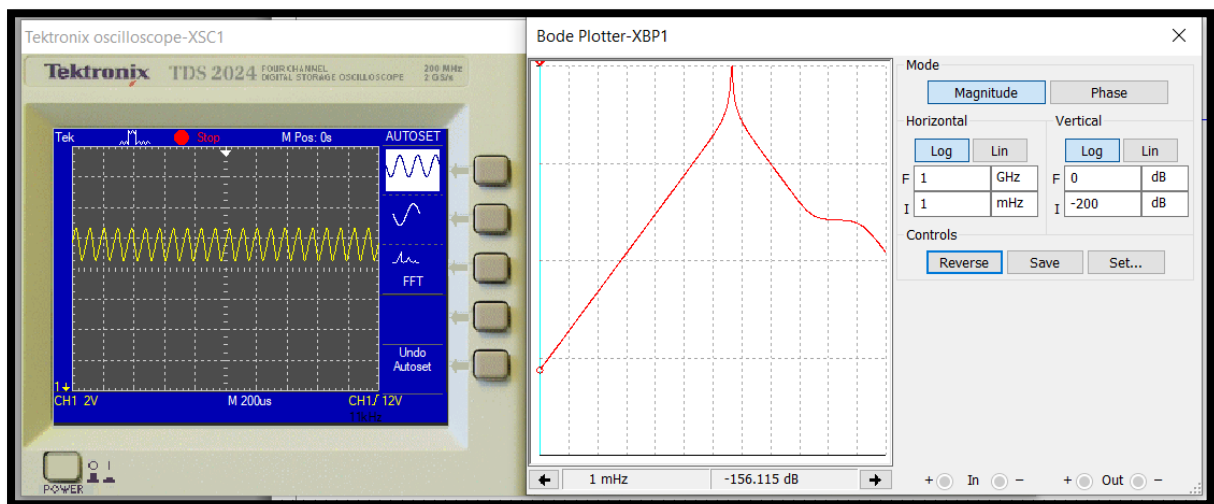 Tektronix oscilloscope-XSC1
Tektronix TDS 2024 FOUR CHANNEL DIGITAL STORAGE OSCILLOSCOPE 200 MHz 2 GS/s
Tek Stop M Pos: 0s AUTOSET
FFT
Undo
Autoset
1
CH1 2V M 200us CH1 12V
10kHz
POWER
Bode Plotter-XBP1
Mode
Magnitude Phase
Horizontal Vertical
Log Lin Log Lin
F 1 GHz F 0 dB
I 1 mHz I -200 dB
Controls
Reverse Save Set...
1 mHz -156.115 dB
+ In - + Out -